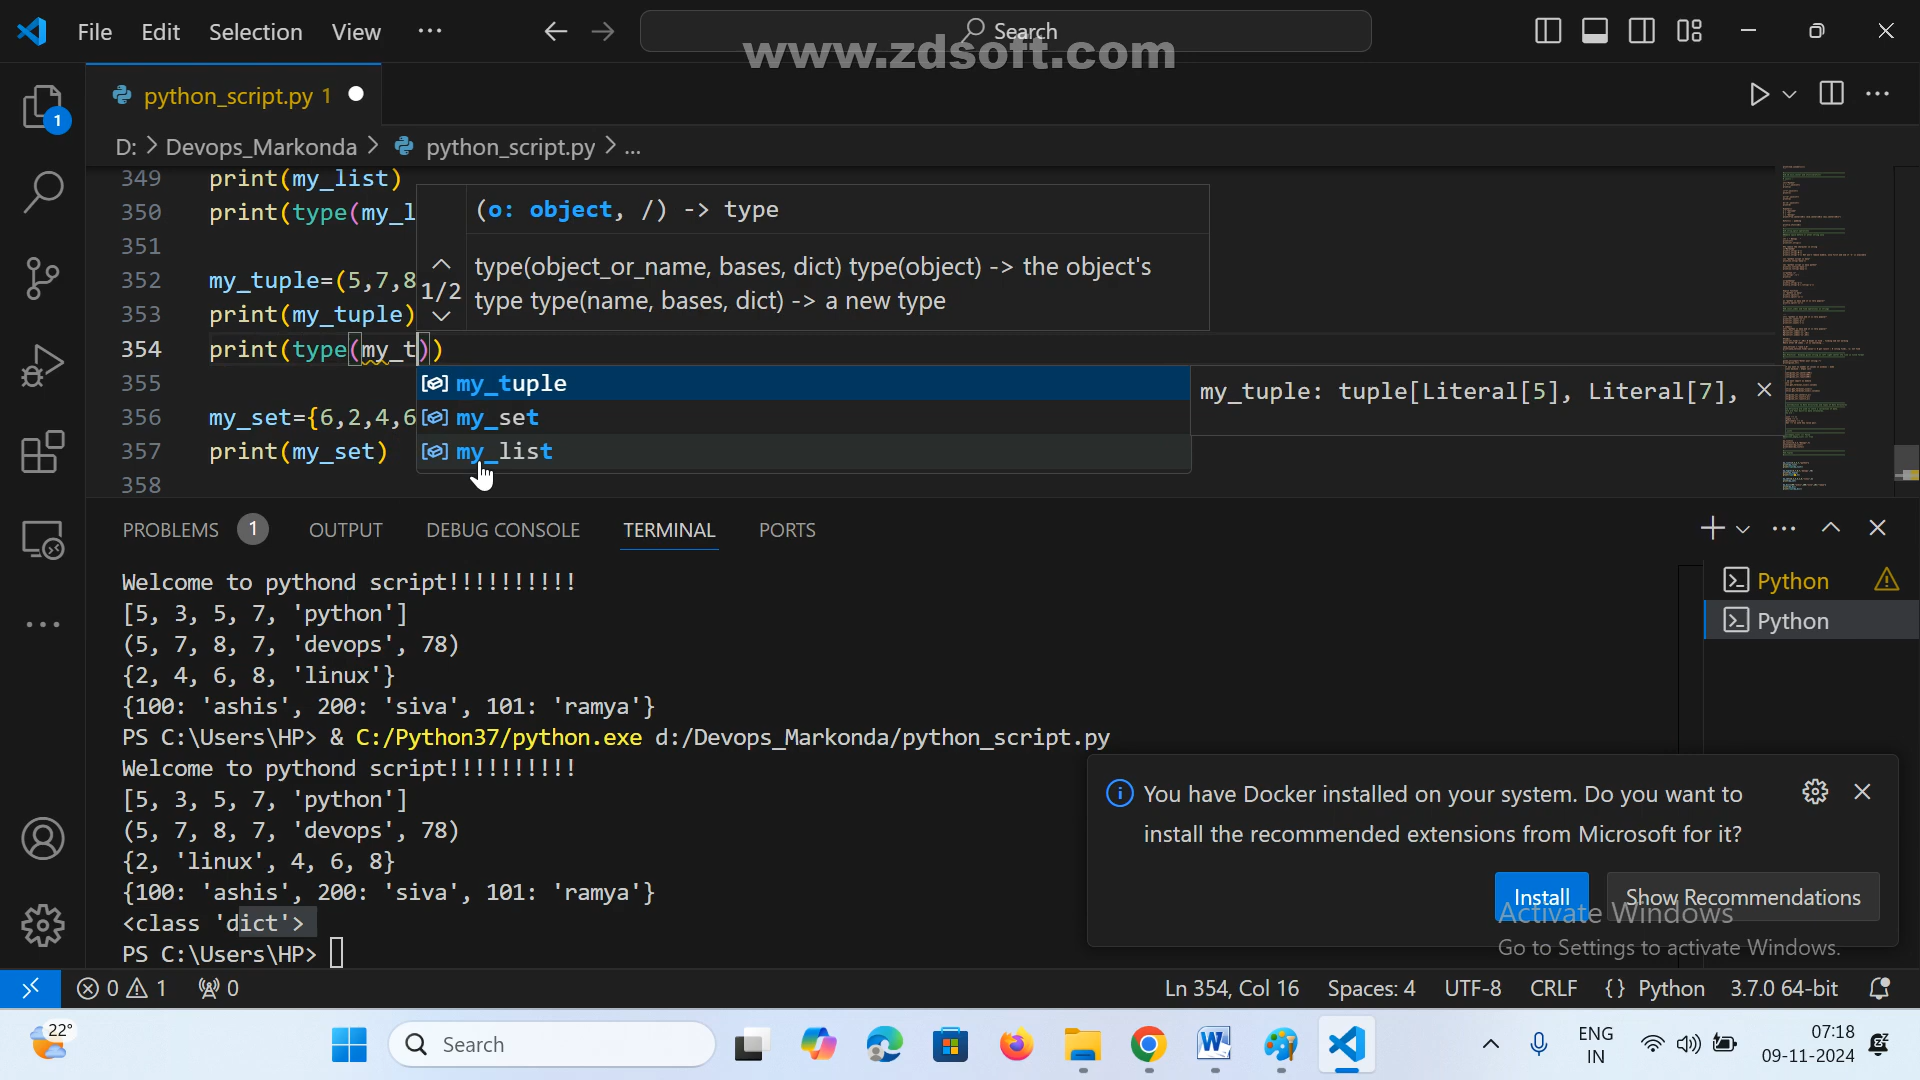 File Edit Selection View ... Search
www.zdsoft.com
python_script.py 1
D: > Devops_Markonda > python_script.py > ...
349 print(my_list)
350 print(type(my_l
351
352 my_tuple=(5,7,8
353 print(my_tuple)
354 print(type(my_t))
355
356 my_set={6,2,4,6
357 print(my_set)
358
(o: object, /) -> type
1/2
type(object_or_name, bases, dict) type(object) -> the object's
type type(name, bases, dict) -> a new type
my_tuple
my_set
my_list
my_tuple: tuple[Literal[5], Literal[7],
PROBLEMS 1 OUTPUT DEBUG CONSOLE TERMINAL PORTS
Welcome to pythond script!!!!!!!!!!
[5, 3, 5, 7, 'python']
(5, 7, 8, 7, 'devops', 78)
{2, 4, 6, 8, 'linux'}
{100: 'ashis', 200: 'siva', 101: 'ramya'}
PS C:\Users\HP> & C:/Python37/python.exe d:/Devops_Markonda/python_script.py
Welcome to pythond script!!!!!!!!!!
[5, 3, 5, 7, 'python']
(5, 7, 8, 7, 'devops', 78)
{2, 'linux', 4, 6, 8}
{100: 'ashis', 200: 'siva', 101: 'ramya'}
<class 'dict'>
PS C:\Users\HP>
Python
Python
You have Docker installed on your system. Do you want to
install the recommended extensions from Microsoft for it?
Install Show Recommendations
Activate Windows
Go to Settings to activate Windows.
0 1 0 Ln 354, Col 16 Spaces: 4 UTF-8 CRLF {} Python 3.7.0 64-bit
22° Search ENG
IN
07:18
09-11-2024
1